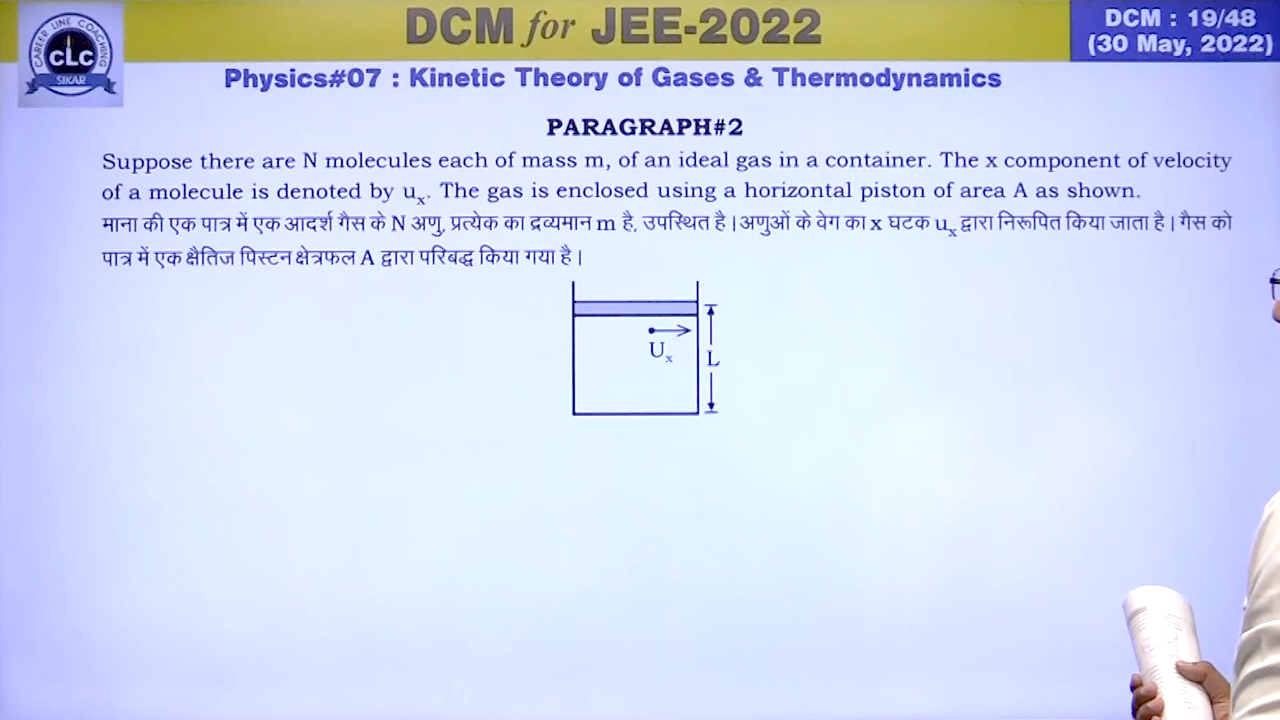 DCM for JEE-2022
DCM : 19/48
(30 May, 2022)
CAREER LINE COACHING
CLC
SIKAR
Physics#07 : Kinetic Theory of Gases & Thermodynamics
PARAGRAPH#2
Suppose there are N molecules each of mass m, of an ideal gas in a container. The x component of velocity
of a molecule is denoted by uₓ. The gas is enclosed using a horizontal piston of area A as shown.
माना की एक पात्र में एक आदर्श गैस के N अणु, प्रत्येक का द्रव्यमान m है, उपस्थित है। अणुओं के वेग का x घटक uₓ द्वारा निरूपित किया जाता है। गैस को
पात्र में एक क्षैतिज पिस्टन क्षेत्रफल A द्वारा परिबद्ध किया गया है।
Uₓ
L